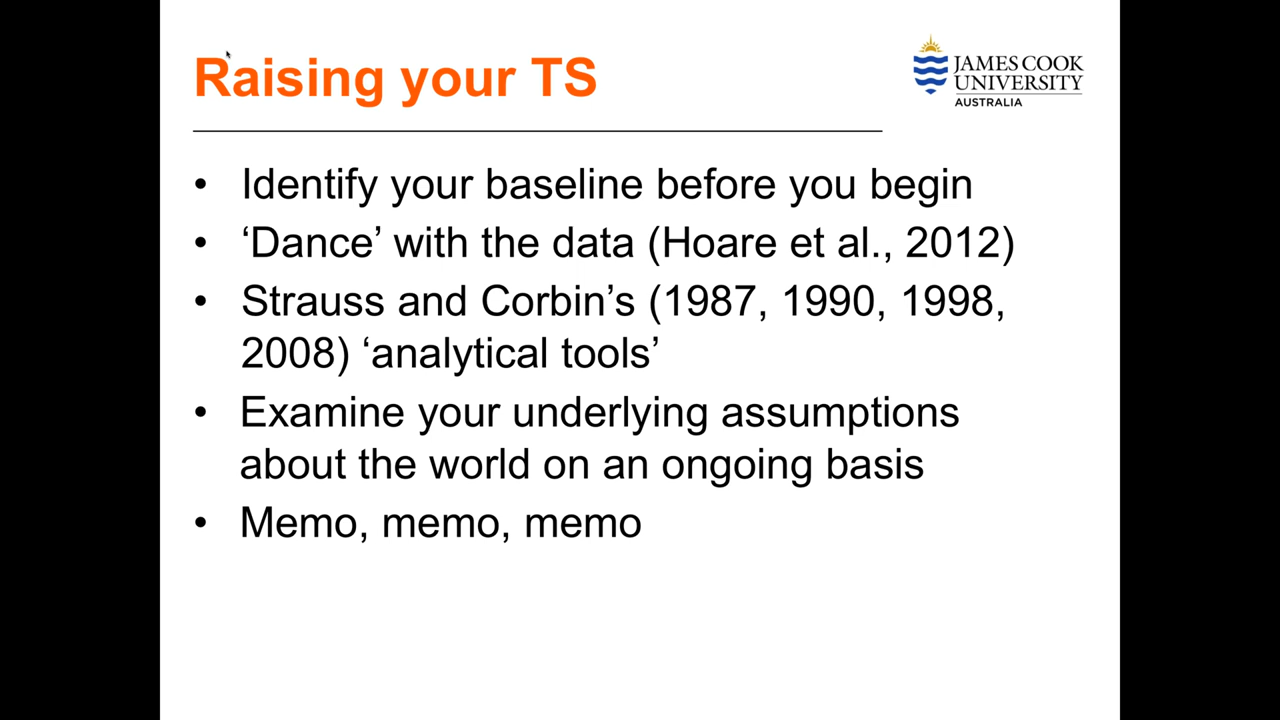 Raising your TS
JAMES COOK
UNIVERSITY
AUSTRALIA
• Identify your baseline before you begin
• ‘Dance’ with the data (Hoare et al., 2012)
• Strauss and Corbin’s (1987, 1990, 1998,
2008) ‘analytical tools’
• Examine your underlying assumptions
about the world on an ongoing basis
• Memo, memo, memo